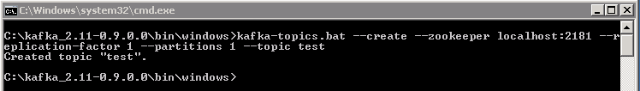 C:\Windows\system32\cmd.exe
C:\kafka_2.11-0.9.0.0\bin\windows>kafka-topics.bat --create --zookeeper localhost:2181 --r
eplication-factor 1 --partitions 1 --topic test
Created topic "test".
C:\kafka_2.11-0.9.0.0\bin\windows>